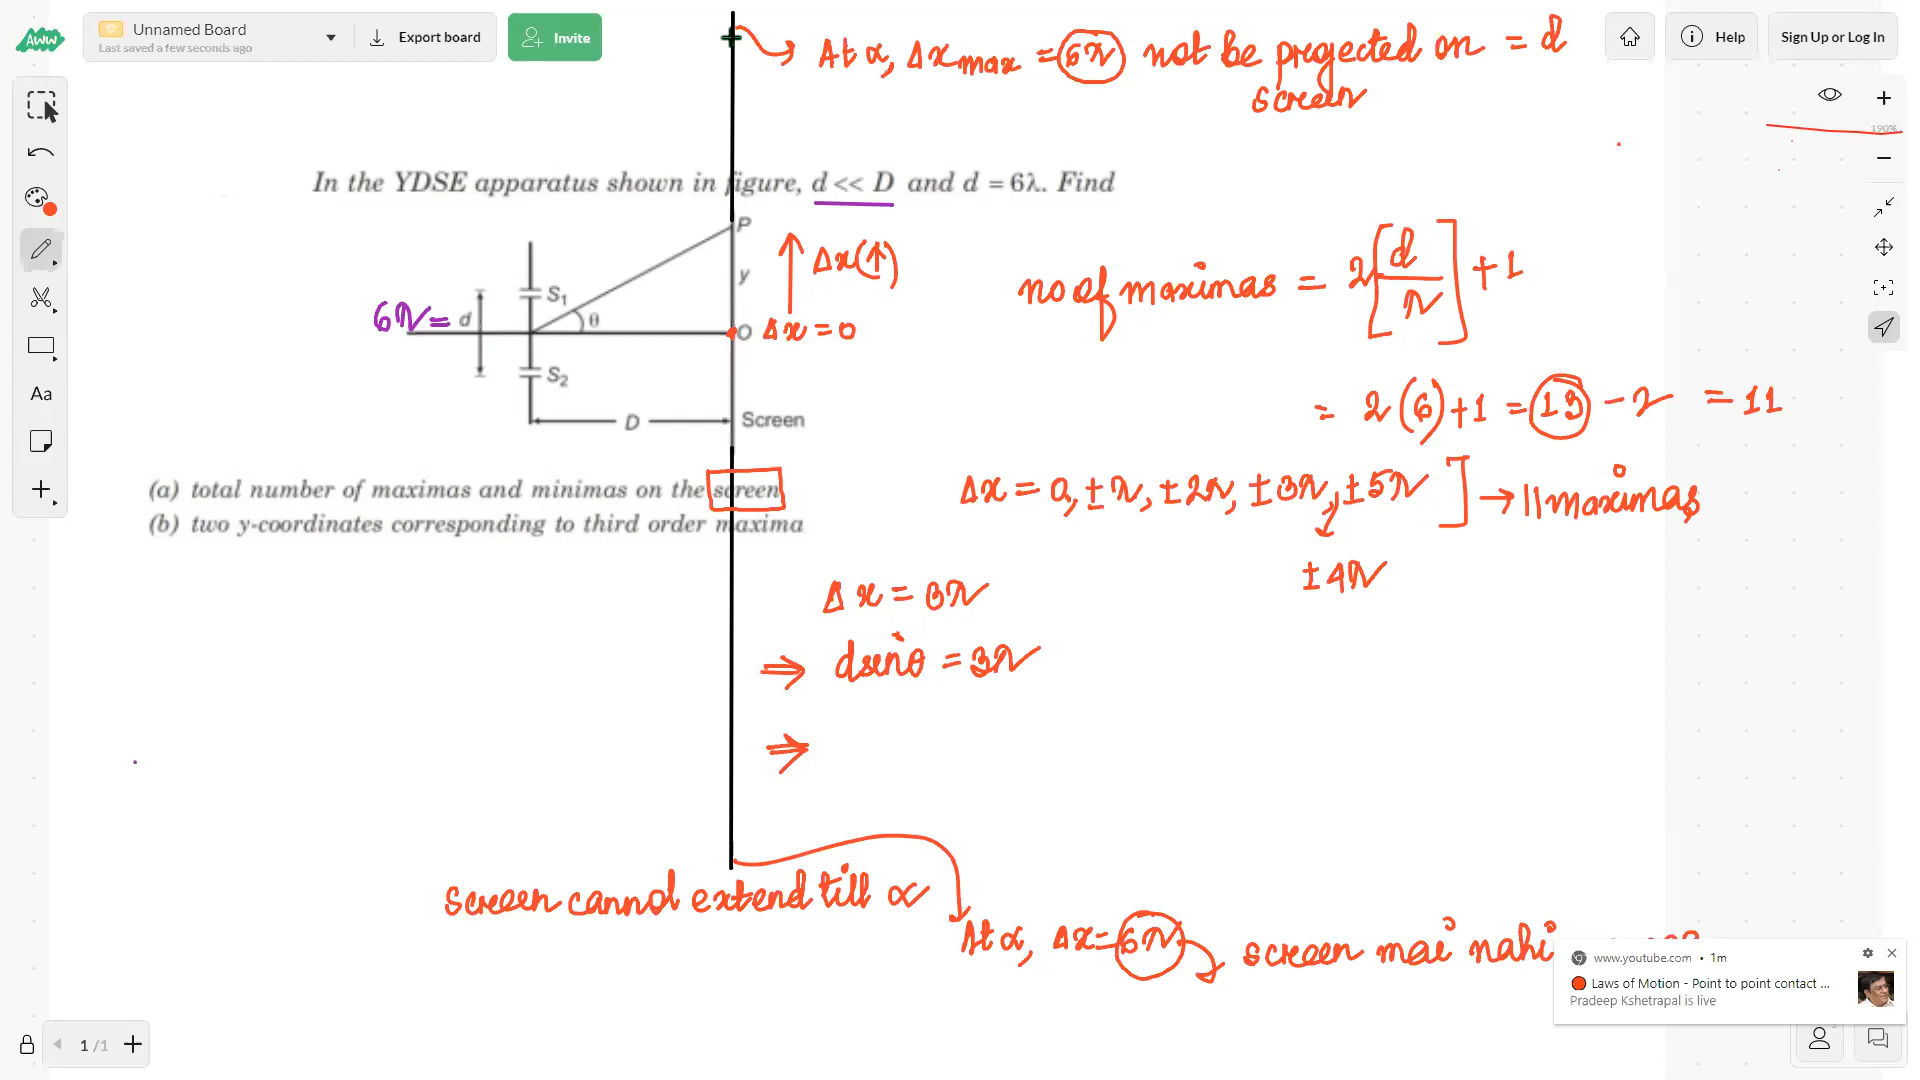 Aww
Unnamed Board
Last saved a few seconds ago
Export board
Invite
Help
Sign Up or Log In
190%
At α, Δx max = 6λ not be projected on = d
screen
In the YDSE apparatus shown in figure, d << D and d = 6λ. Find
P
Δx(↑)
y
S₁
θ
6λ = d
O Δx = 0
S₂
D
Screen
no of maximas = 2[d/λ] + 1
= 2(6)+1 = 13 - 2 = 11
(a) total number of maximas and minimas on the screen
(b) two y-coordinates corresponding to third order maxima
Δx = 0, ±λ, ±2λ, ±3λ, ±5λ] → 11 maximas
±4λ
Δx = 3λ
⇒ dsinθ = 3λ
⇒
screen cannot extend till α
At α, Δx = 6λ screen mai nahi
www.youtube.com • 1m
Laws of Motion - Point to point contact ...
Pradeep Kshetrapal is live
Aa
1 /1